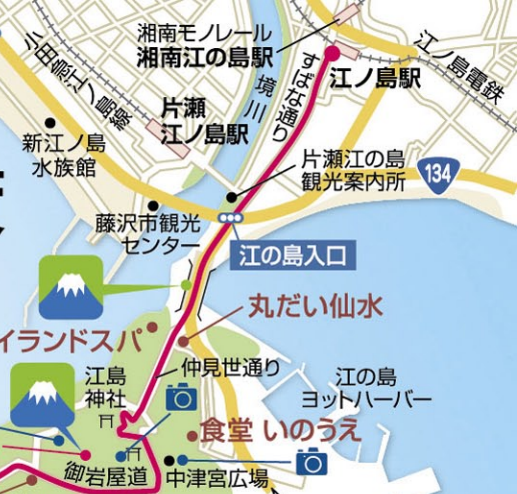 湘南モノレール
湘南江の島駅
江ノ島駅
江ノ島電鉄
小田急江ノ島線
片瀬
江ノ島駅
境川
すばな通り
新江ノ島
水族館
片瀬江の島
観光案内所
134
藤沢市観光
センター
江の島入口
丸だい仙水
イランドスパ
仲見世通り
江島
神社
江の島
ヨットハーバー
食堂 いのうえ
御岩屋道
中津宮広場